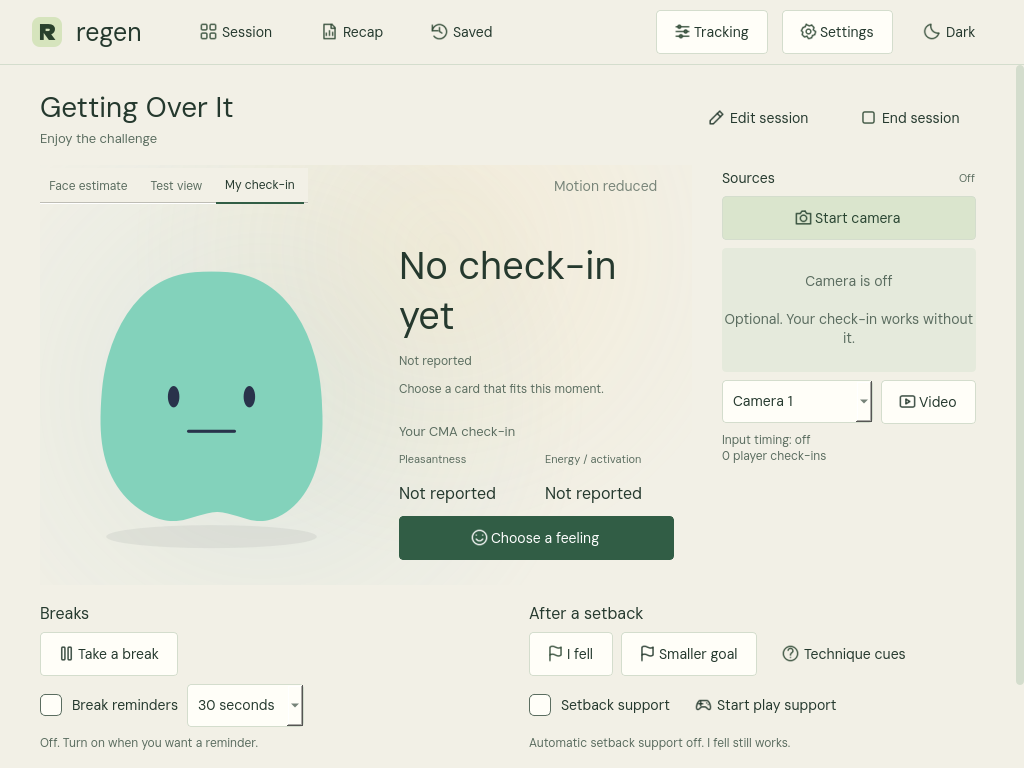 R regen
Session
Recap
Saved
Tracking
Settings
Dark
Getting Over It
Enjoy the challenge
Edit session
End session
Face estimate
Test view
My check-in
Motion reduced
No check-in
yet
Not reported
Choose a card that fits this moment.
Your CMA check-in
Pleasantness
Energy / activation
Not reported
Not reported
Choose a feeling
Sources
Off
Start camera
Camera is off
Optional. Your check-in works without
it.
Camera 1
Video
Input timing: off
0 player check-ins
Breaks
Take a break
Break reminders
30 seconds
Off. Turn on when you want a reminder.
After a setback
I fell
Smaller goal
Technique cues
Setback support
Start play support
Automatic setback support off. I fell still works.